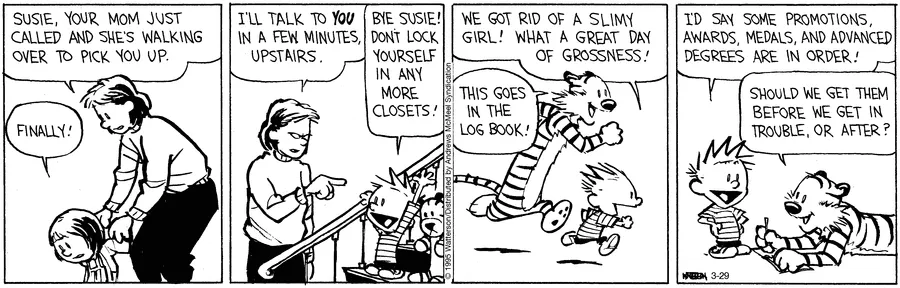 SUSIE, YOUR MOM JUST
CALLED AND SHE'S WALKING
OVER TO PICK YOU UP.
FINALLY!
I'LL TALK TO YOU
IN A FEW MINUTES,
UPSTAIRS.
BYE SUSIE!
DON'T LOCK
YOURSELF
IN ANY
MORE
CLOSETS!
© 1995 Watterson/Distributed by Andrews McMeel Syndication
WE GOT RID OF A SLIMY
GIRL! WHAT A GREAT DAY
OF GROSSNESS!
THIS GOES
IN THE
LOG BOOK!
I'D SAY SOME PROMOTIONS,
AWARDS, MEDALS, AND ADVANCED
DEGREES ARE IN ORDER!
SHOULD WE GET THEM
BEFORE WE GET IN
TROUBLE, OR AFTER?
3-29